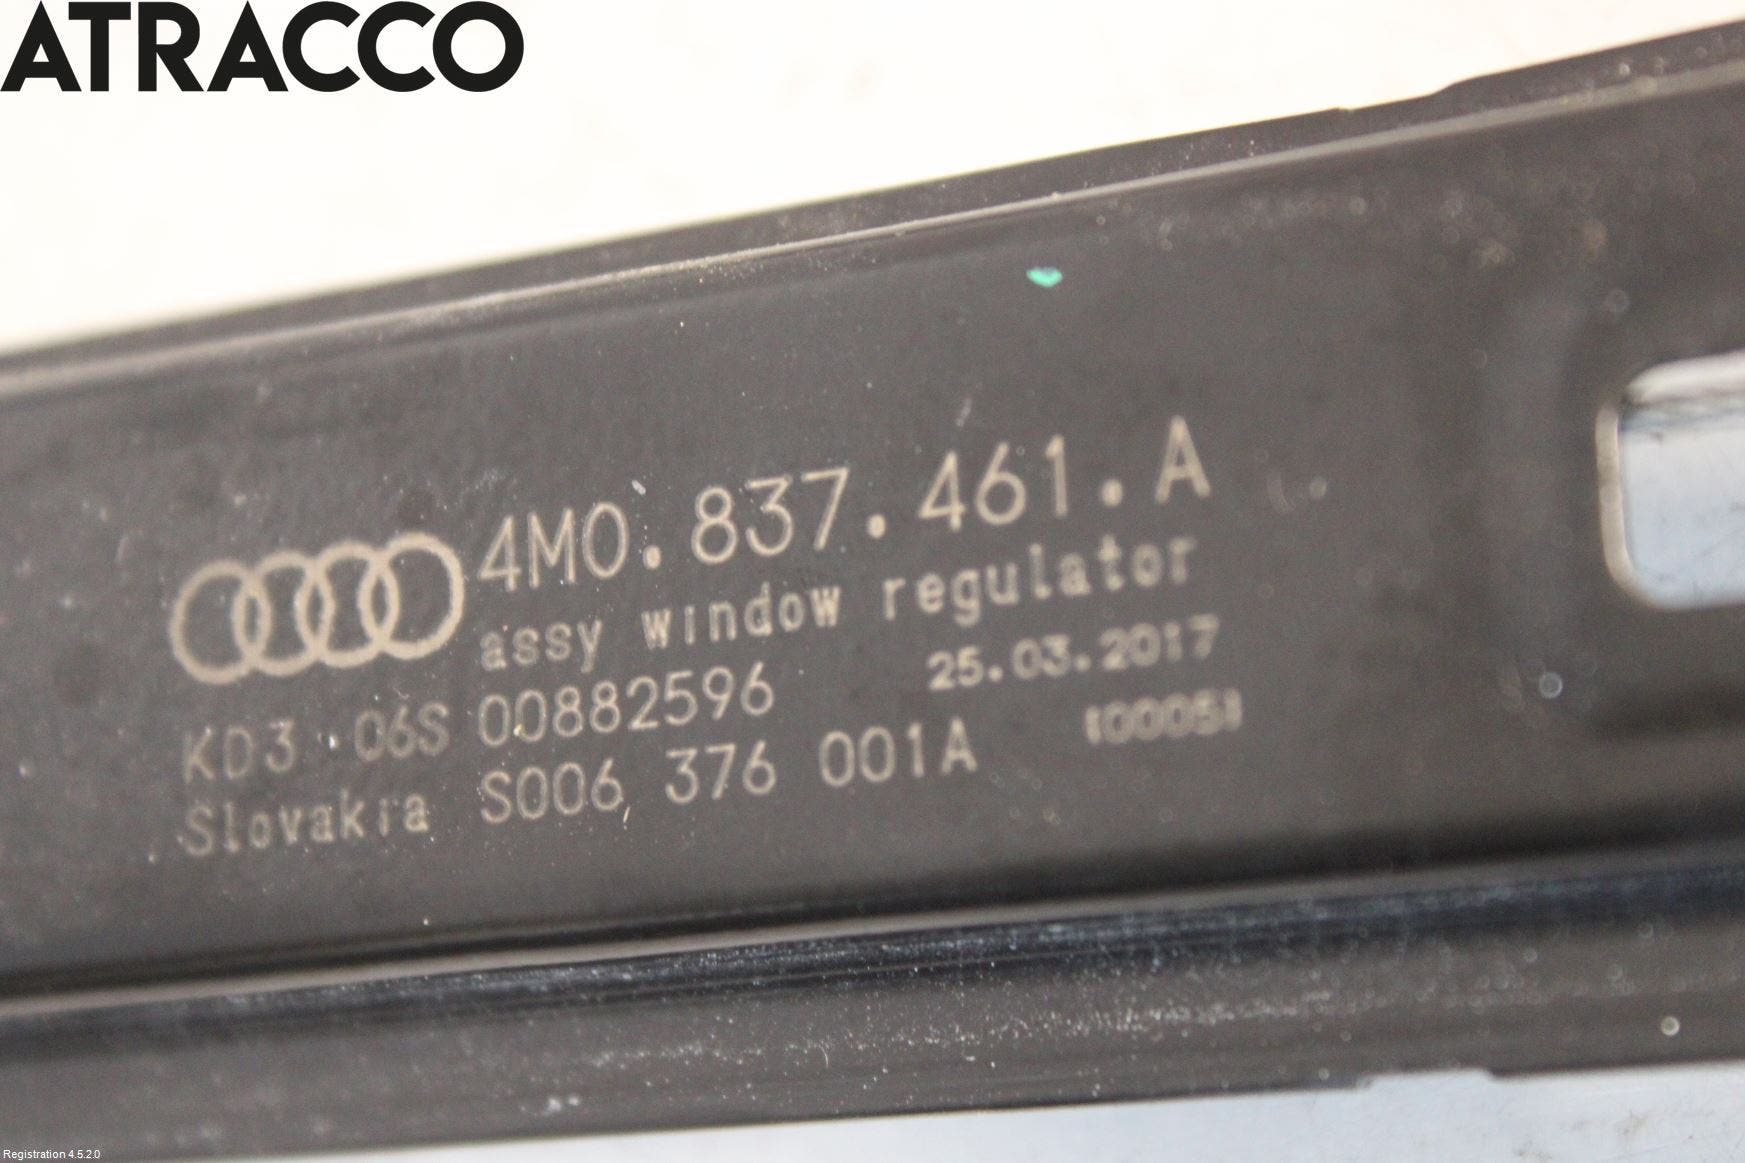 ATRACCO
4M0.837.461.A
assy window regulator
KD3 06S 00882596 25.03.2017
Slovakia S006 376 001A 100051
Registration 4.5.2.0